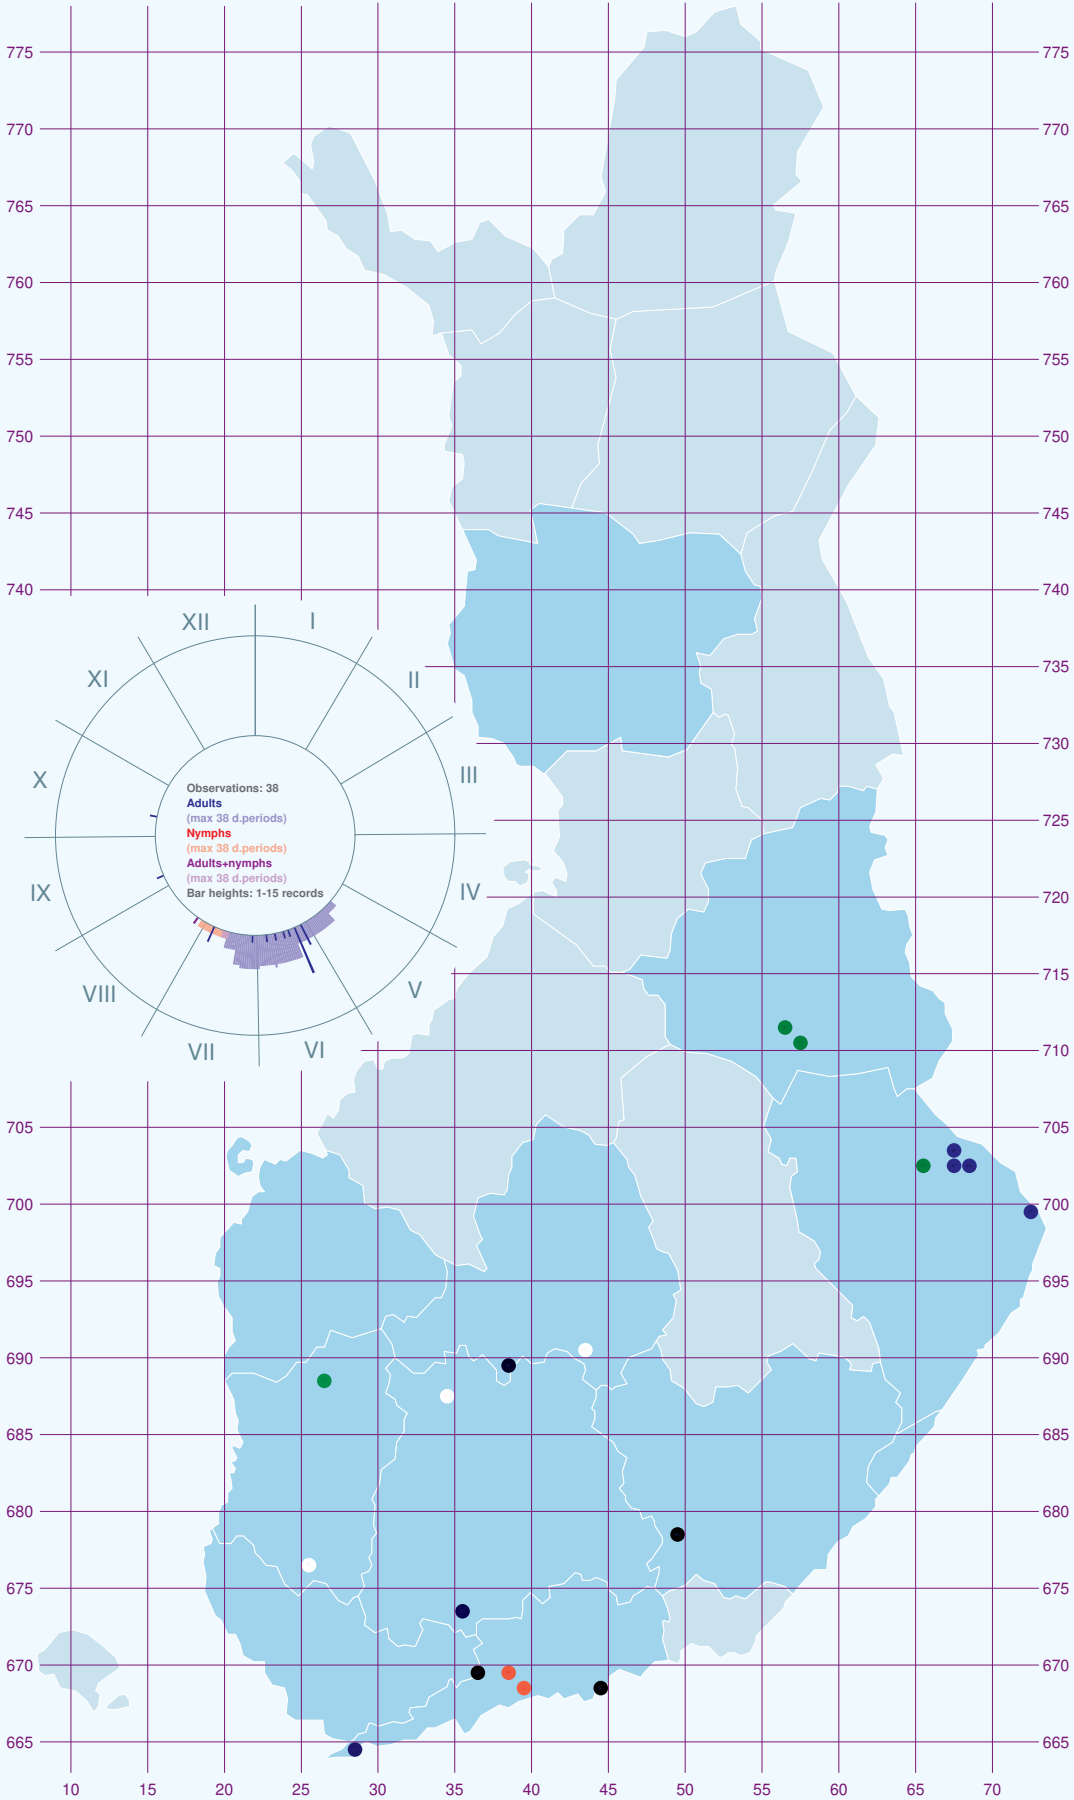 775 775
770 770
765 765
760 760
755 755
750 750
745 745
740 740
XII I
735 735
XI II
730 730
X III
Observations: 38
Adults
(max 38 d.periods)
Nymphs
(max 38 d.periods)
Adults+nymphs
(max 38 d.periods)
Bar heights: 1-15 records
725
720
IX IV
715
VIII V
VII VI
710
705 705
700 700
695 695
690 690
685 685
680 680
675 675
670 670
665 665
10 15 20 25 30 35 40 45 50 55 60 65 70